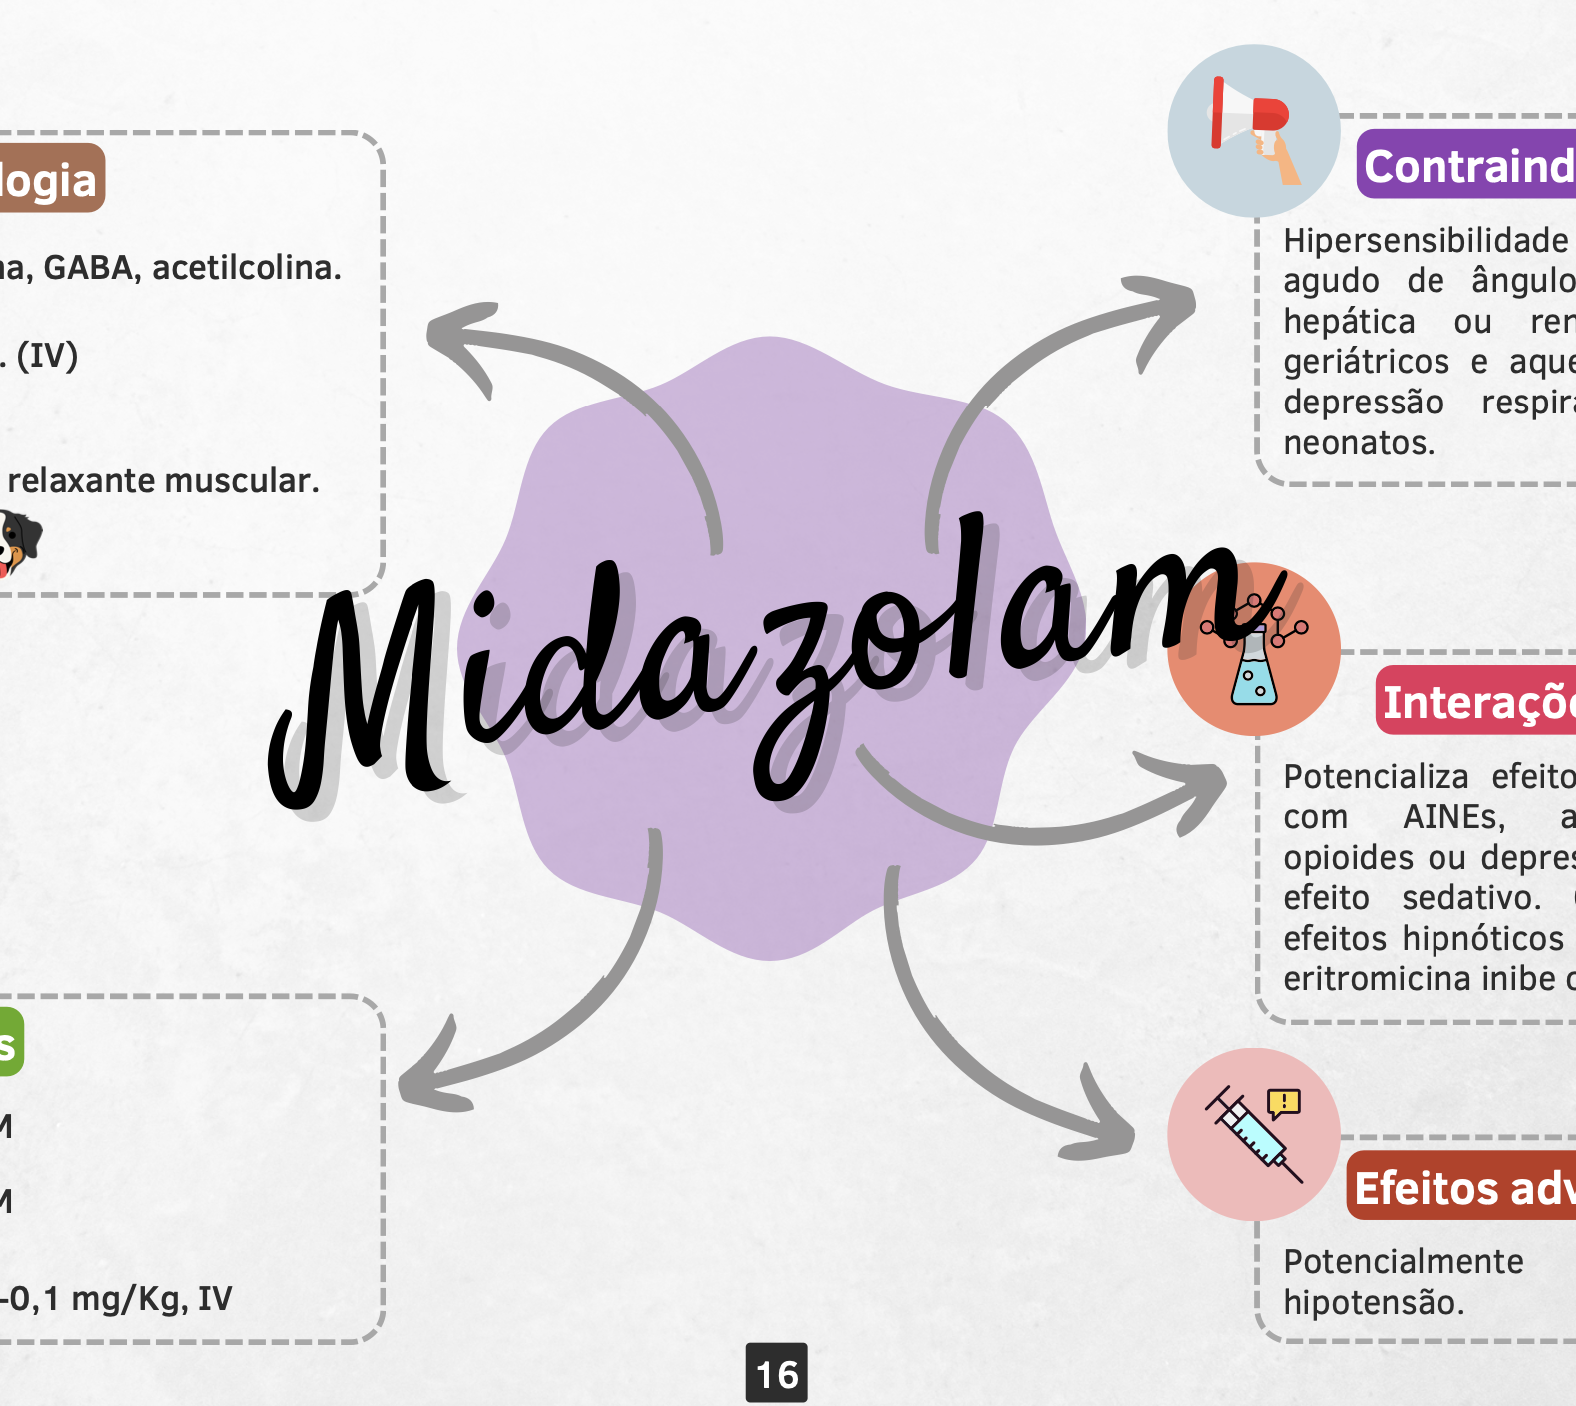 logia
na, GABA, acetilcolina.
. (IV)
relaxante muscular.
Midazolam
s
M
M
-0,1 mg/Kg, IV
Contraind
Hipersensibilidade
agudo de ângulo
hepática ou ren
geriátricos e aque
depressão respira
neonatos.
Interaçõe
Potencializa efeito
com AINEs, a
opioides ou depres
efeito sedativo.
efeitos hipnóticos
eritromicina inibe
Efeitos adv
Potencialmente
hipotensão.
16